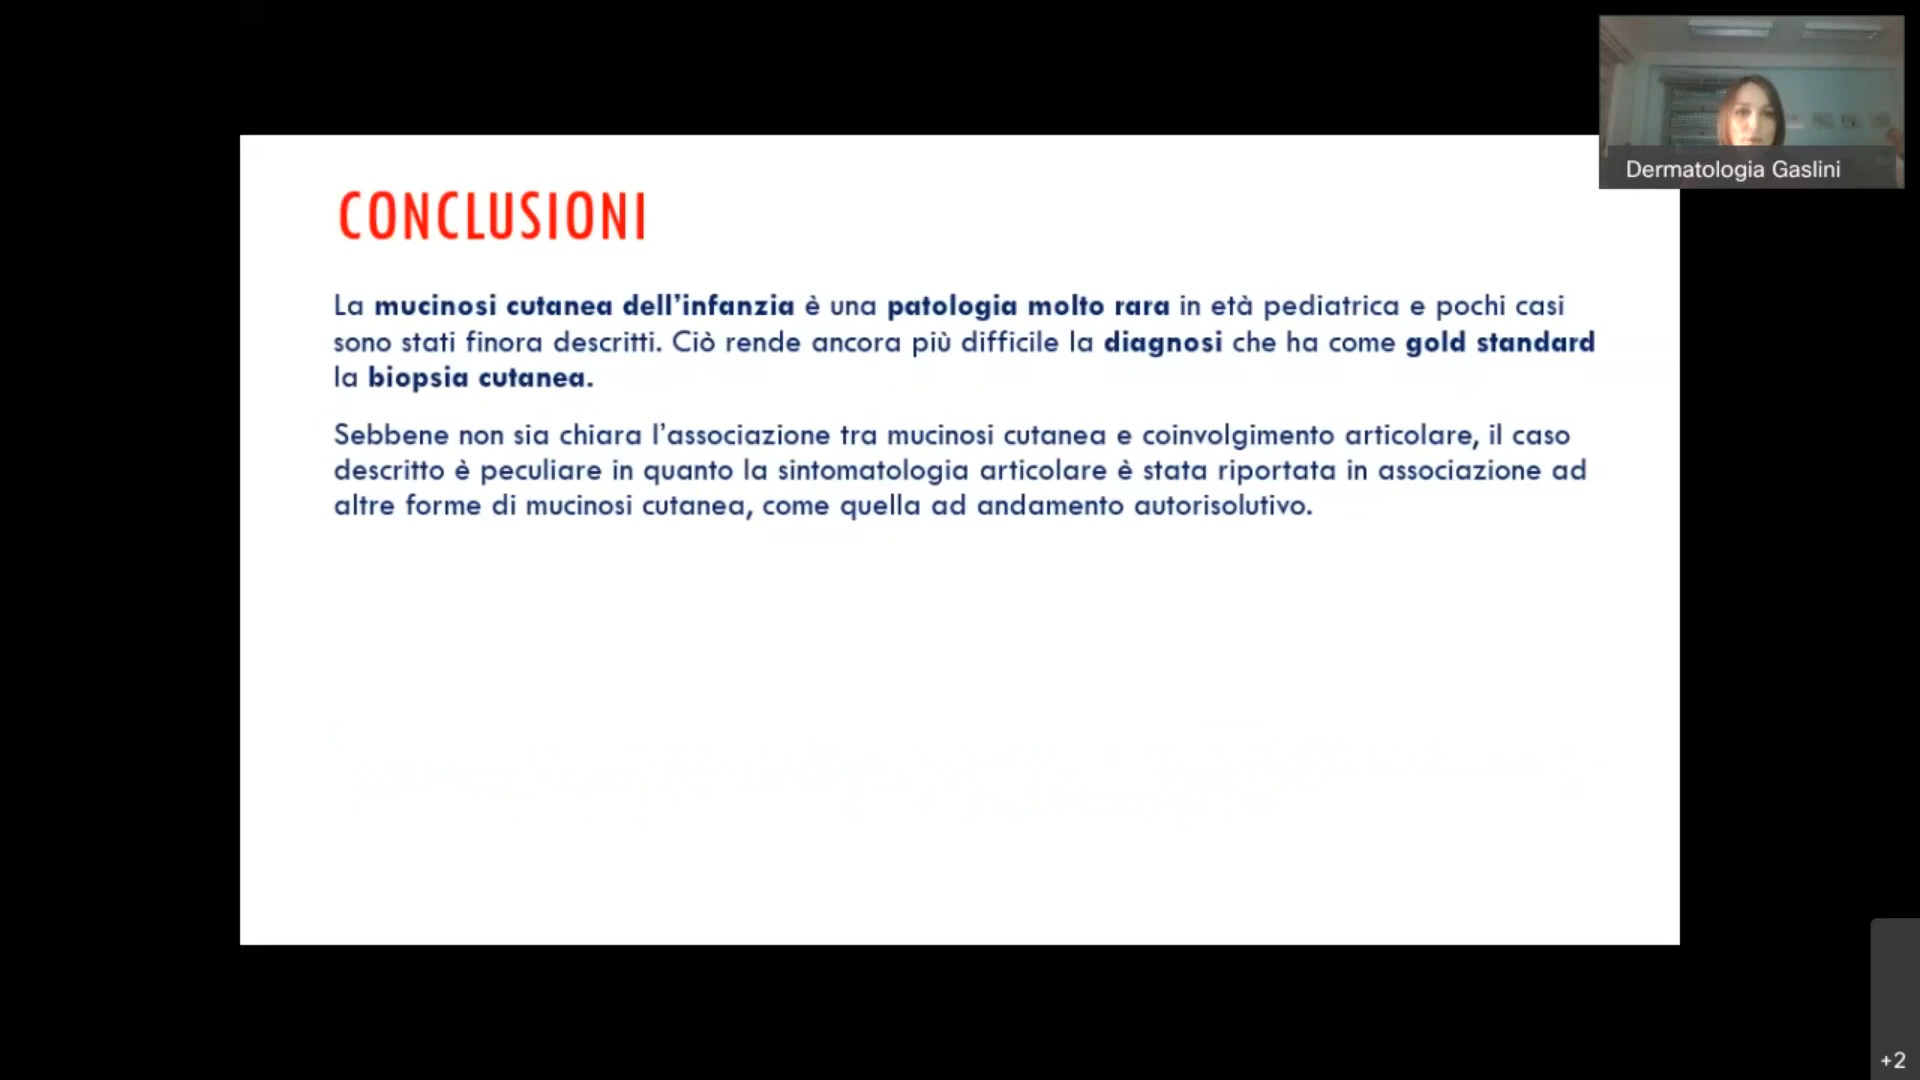 Dermatologia Gaslini
CONCLUSIONI
La mucinosi cutanea dell’infanzia è una patologia molto rara in età pediatrica e pochi casi
sono stati finora descritti. Ciò rende ancora più difficile la diagnosi che ha come gold standard
la biopsia cutanea.
Sebbene non sia chiara l’associazione tra mucinosi cutanea e coinvolgimento articolare, il caso
descritto è peculiare in quanto la sintomatologia articolare è stata riportata in associazione ad
altre forme di mucinosi cutanea, come quella ad andamento autorisolutivo.
+2